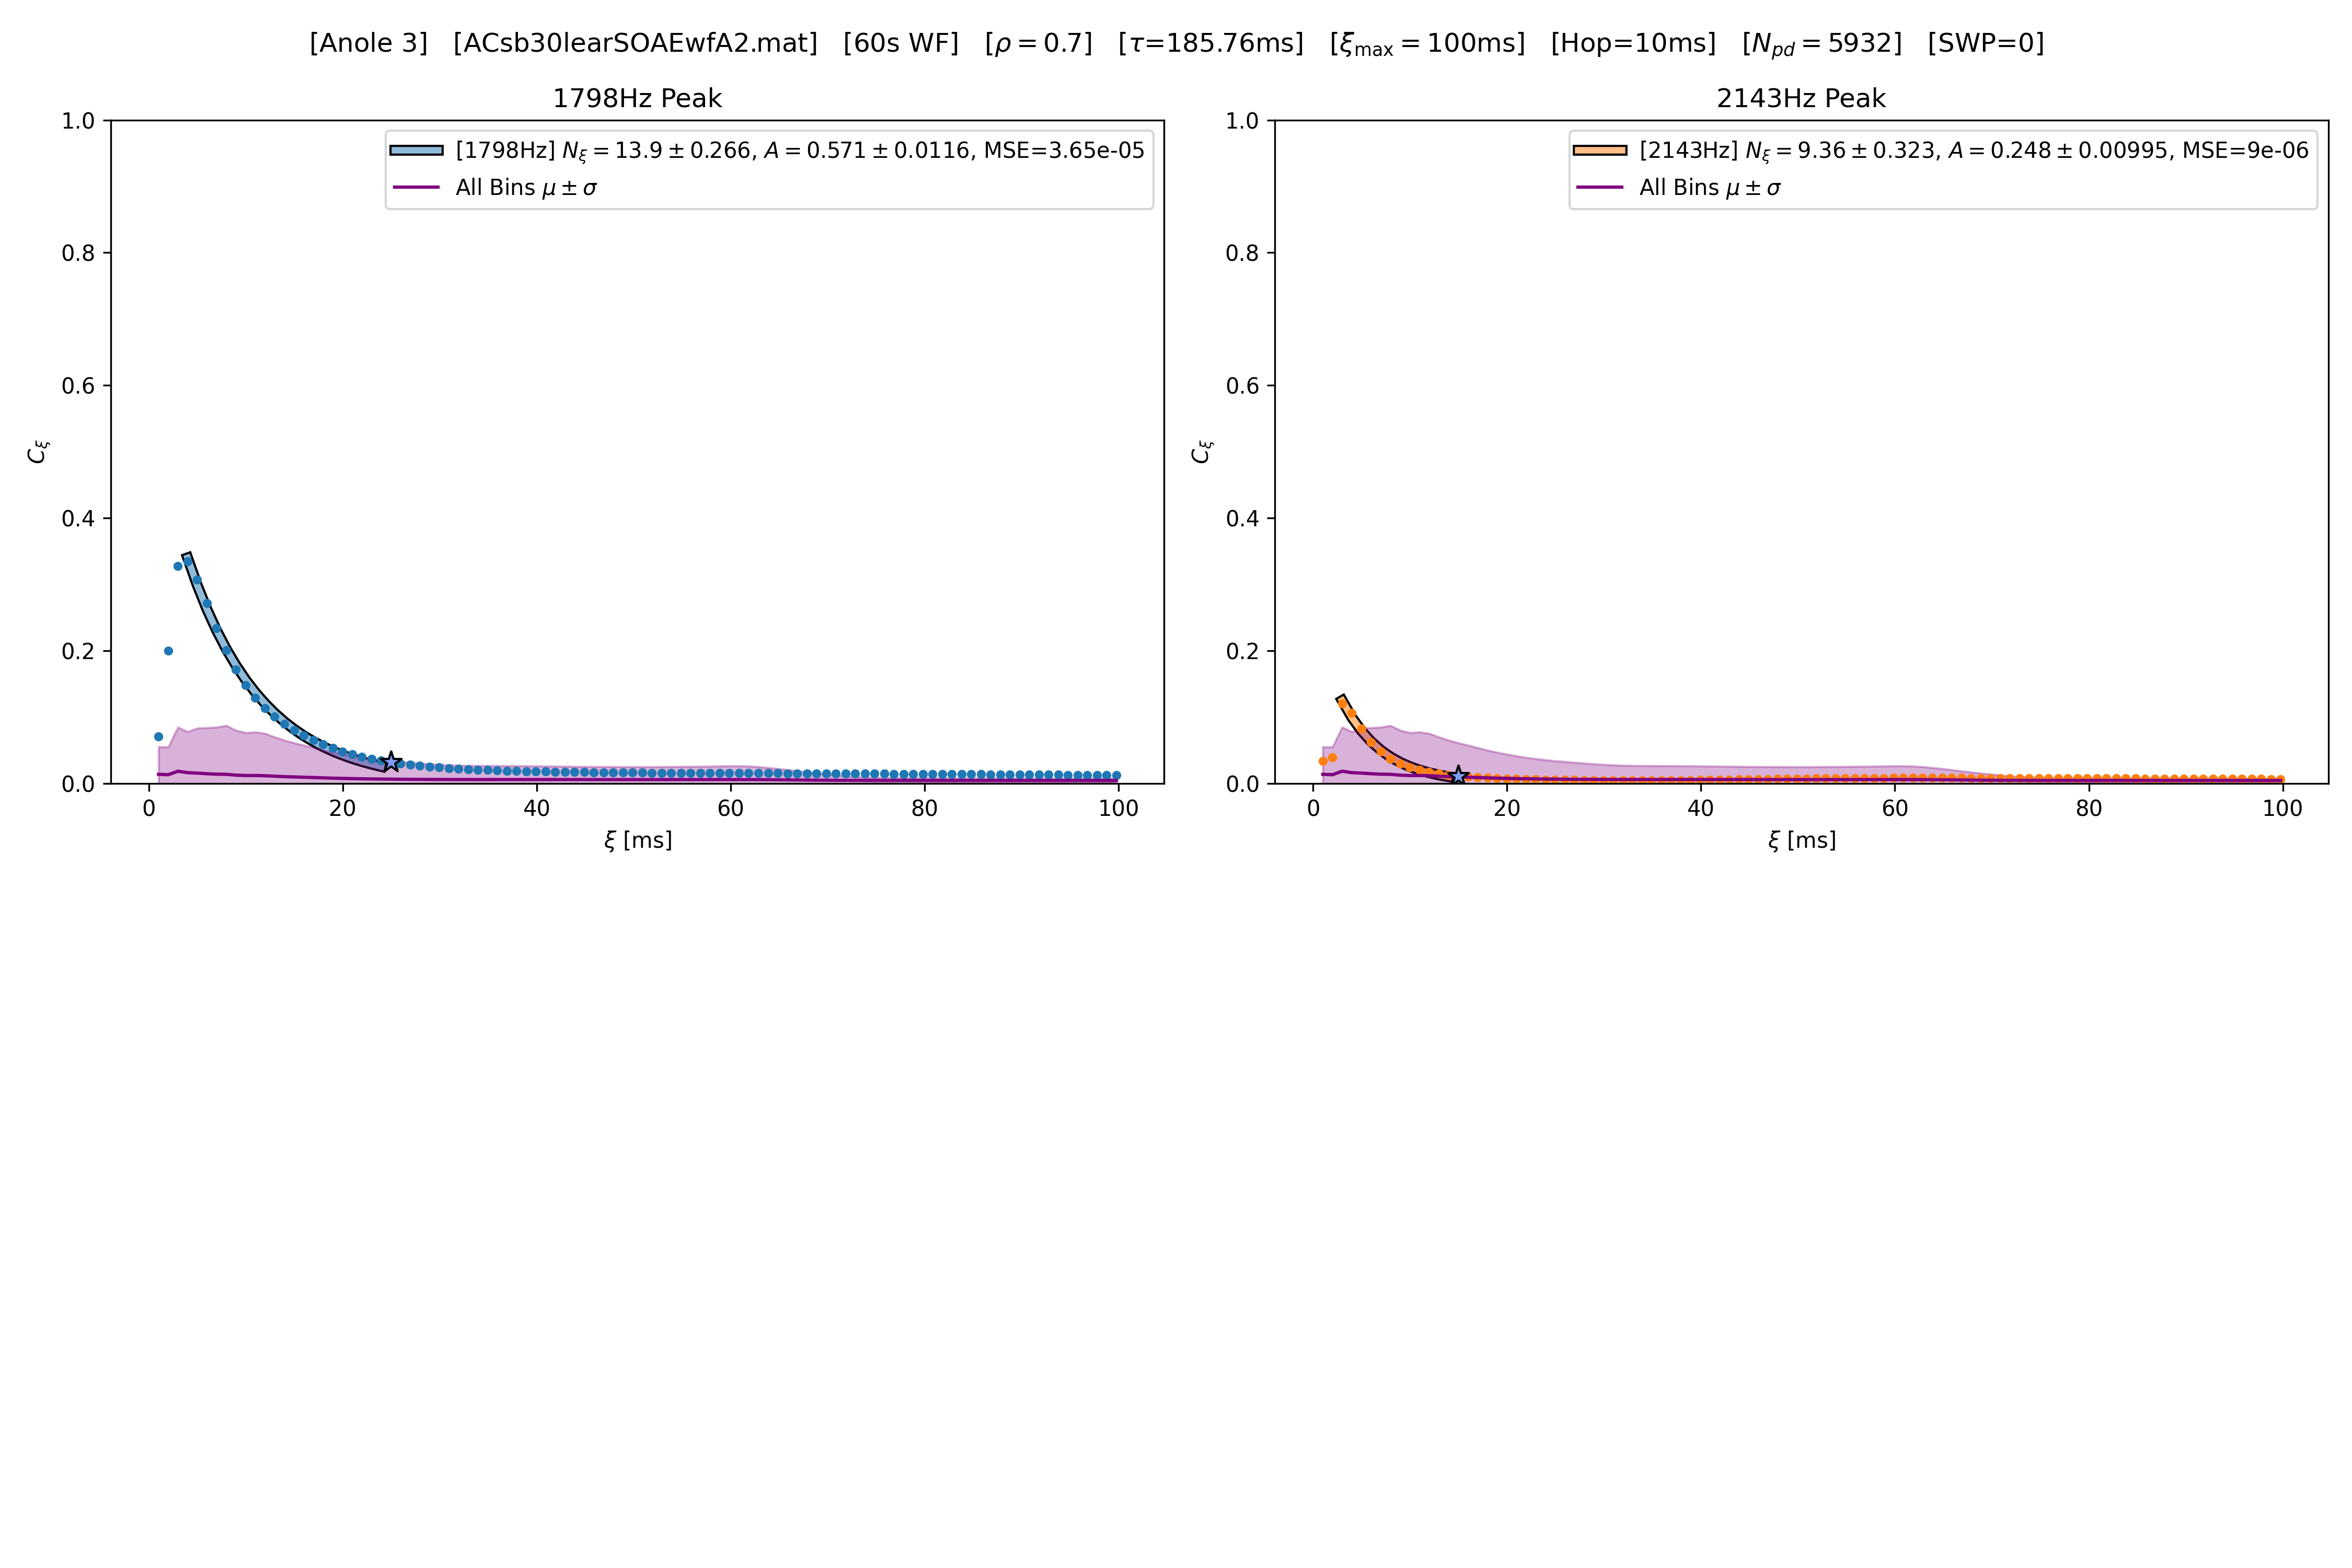 [Anole 3] [ACsb30learSOAEwfA2.mat] [60s WF] [ρ = 0.7] [τ=185.76ms] [ξmax = 100ms] [Hop=10ms] [Npd = 5932] [SWP=0]
1798Hz Peak
[1798Hz] Nξ = 13.9 ± 0.266, A = 0.571 ± 0.0116, MSE=3.65e-05
All Bins μ ± σ
1.0
0.8
0.6
0.4
0.2
0.0
Cξ
0 20 40 60 80 100
ξ [ms]
2143Hz Peak
[2143Hz] Nξ = 9.36 ± 0.323, A = 0.248 ± 0.00995, MSE=9e-06
All Bins μ ± σ
1.0
0.8
0.6
0.4
0.2
0.0
Cξ
0 20 40 60 80 100
ξ [ms]